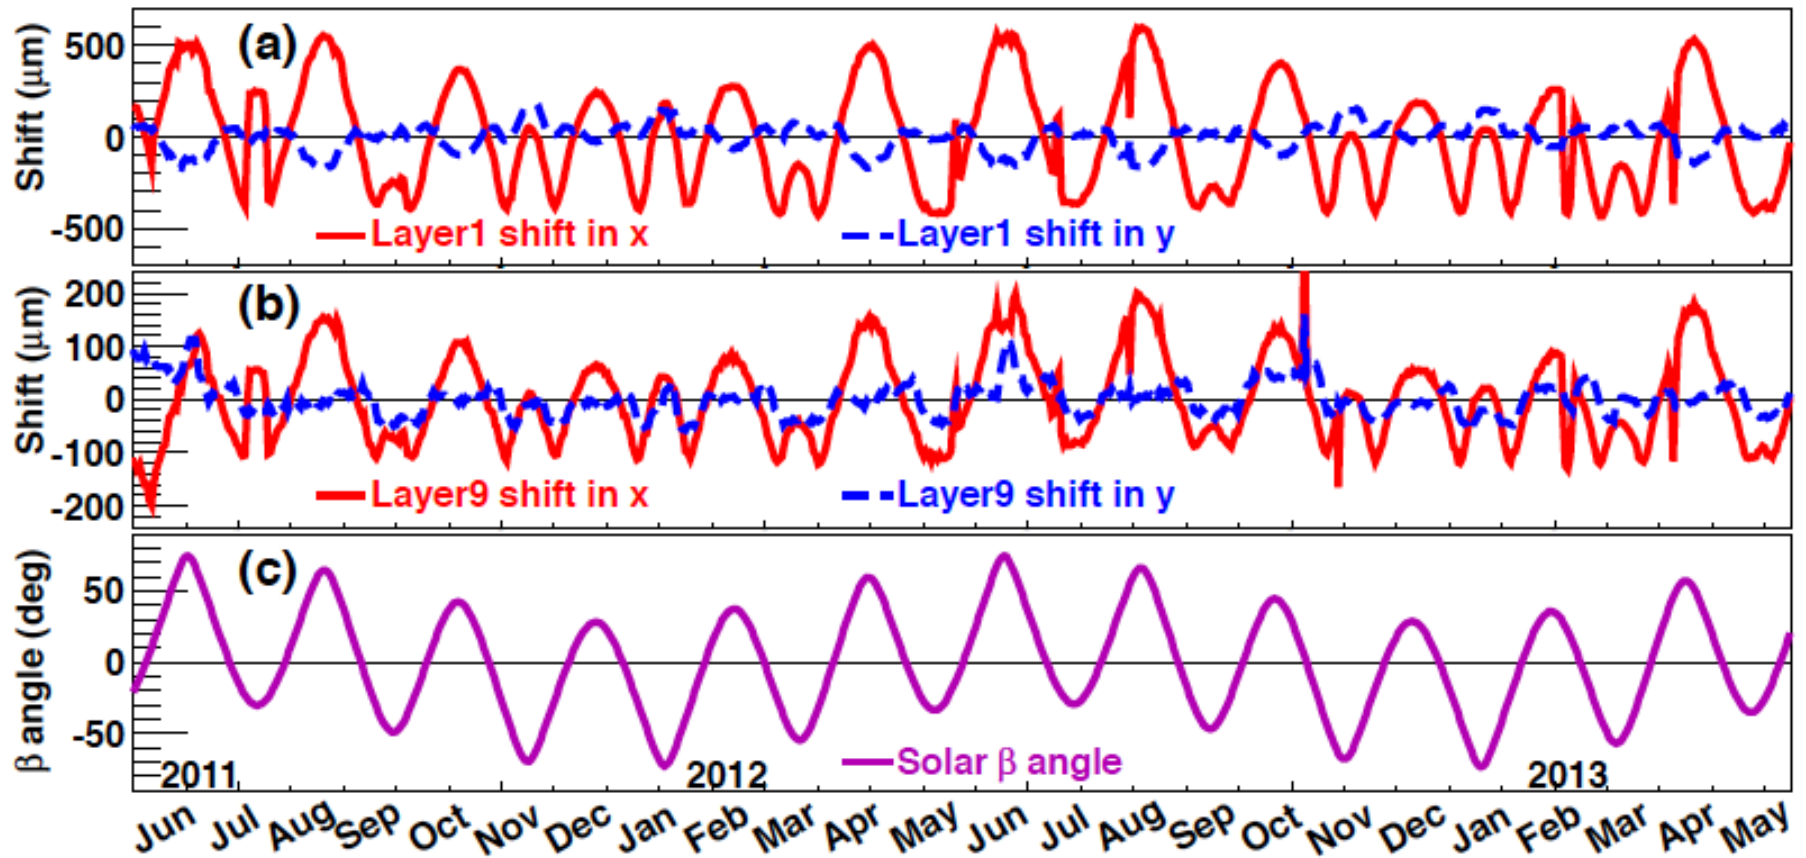 (a)
Shift (μm)
500
0
-500
Layer1 shift in x
Layer1 shift in y
(b)
Shift (μm)
200
100
0
-100
-200
Layer9 shift in x
Layer9 shift in y
(c)
β angle (deg)
50
0
-50
Solar β angle
2011 2012 2013
Jun Jul Aug Sep Oct Nov Dec Jan Feb Mar Apr May Jun Jul Aug Sep Oct Nov Dec Jan Feb Mar Apr May